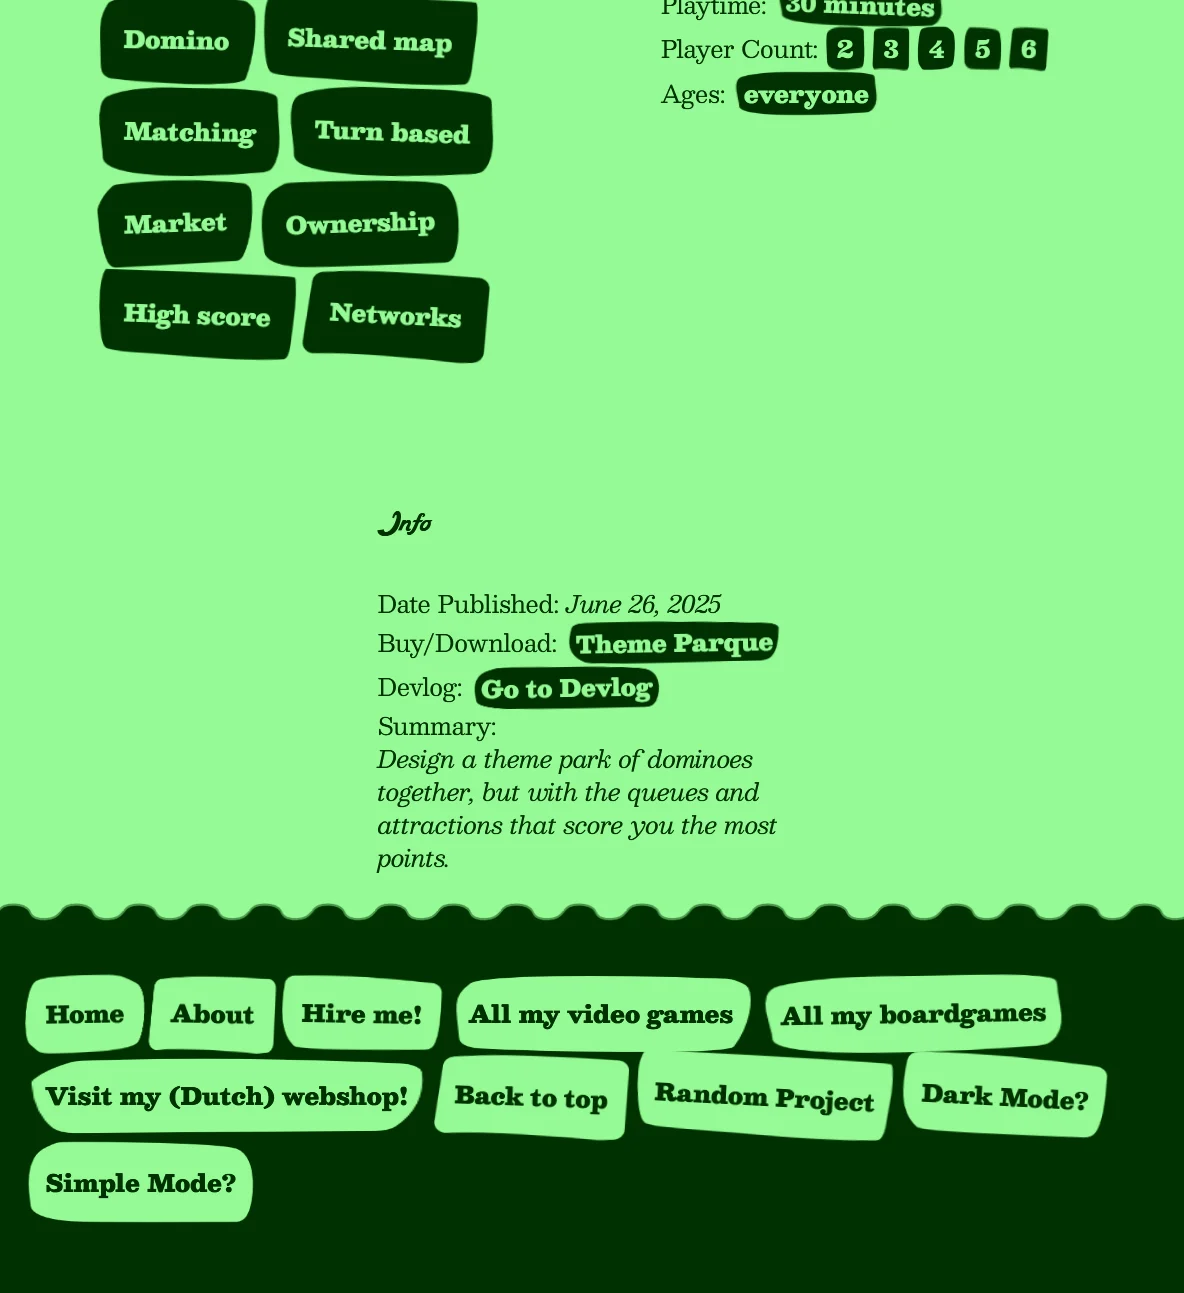 Domino Shared map
Matching Turn based
Market Ownership
High score Networks
Playtime: 30 minutes
Player Count: 2 3 4 5 6
Ages: everyone
Info
Date Published: June 26, 2025
Buy/Download: Theme Parque
Devlog: Go to Devlog
Summary:
Design a theme park of dominoes
together, but with the queues and
attractions that score you the most
points.
Home About Hire me! All my video games All my boardgames
Visit my (Dutch) webshop! Back to top Random Project Dark Mode?
Simple Mode?